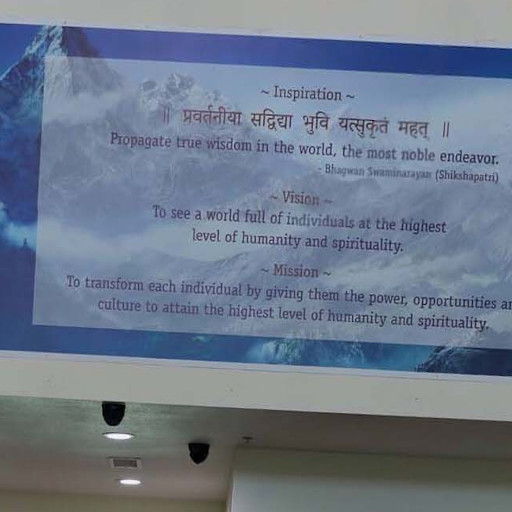 ~ Inspiration ~
॥ प्रवर्तनीया सद्विद्या भुवि यत्सुकृतं महत् ॥
Propagate true wisdom in the world, the most noble endeavor.
- Bhagwan Swaminarayan (Shikshapatri)
~ Vision ~
To see a world full of individuals at the highest
level of humanity and spirituality.
~ Mission ~
To transform each individual by giving them the power, opportunities
culture to attain the highest level of humanity and spirituality.